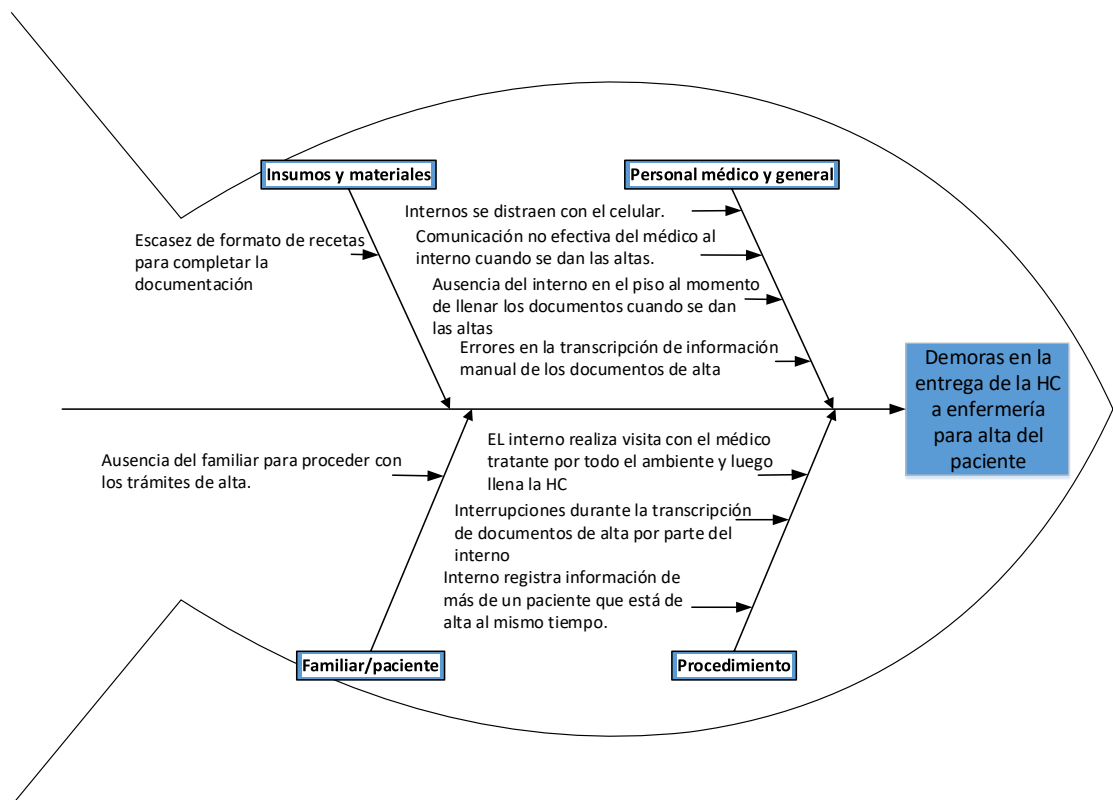 Insumos y materiales
Escasez de formato de recetas
para completar la
documentación
Personal médico y general
Internos se distraen con el celular.
Comunicación no efectiva del médico al
interno cuando se dan las altas.
Ausencia del interno en el piso al momento
de llenar los documentos cuando se dan
las altas
Errores en la transcripción de información
manual de los documentos de alta
Demoras en la
entrega de la HC
a enfermería
para alta del
paciente
Ausencia del familiar para proceder con
los trámites de alta.
Familiar/paciente
EL interno realiza visita con el médico
tratante por todo el ambiente y luego
llena la HC
Interrupciones durante la transcripción
de documentos de alta por parte del
interno
Interno registra información de
más de un paciente que está de
alta al mismo tiempo.
Procedimiento